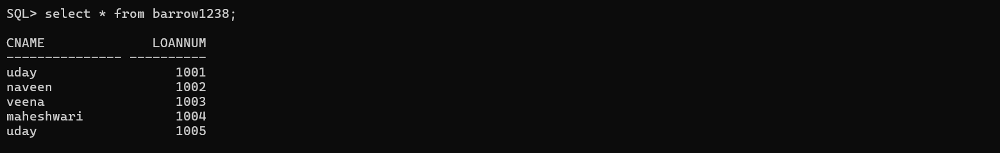 SQL> select * from barrow1238;
CNAME                 LOANNUM
--------------- ----------
uday                  1001
naveen                1002
veena                 1003
maheshwari            1004
uday                  1005